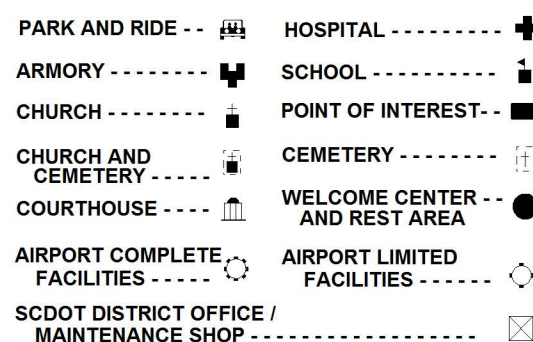 PARK AND RIDE - -
HOSPITAL - - - - - - - - -
ARMORY - - - - - - -
SCHOOL - - - - - - - - - -
CHURCH - - - - - - -
POINT OF INTEREST- -
CHURCH AND
CEMETERY - - - - -
CEMETERY - - - - - - - -
COURTHOUSE - - - -
WELCOME CENTER - -
AND REST AREA
AIRPORT COMPLETE
FACILITIES - - - - -
AIRPORT LIMITED
FACILITIES - - - - - -
SCDOT DISTRICT OFFICE /
MAINTENANCE SHOP - - - - - - - - - - - - - - - - - -